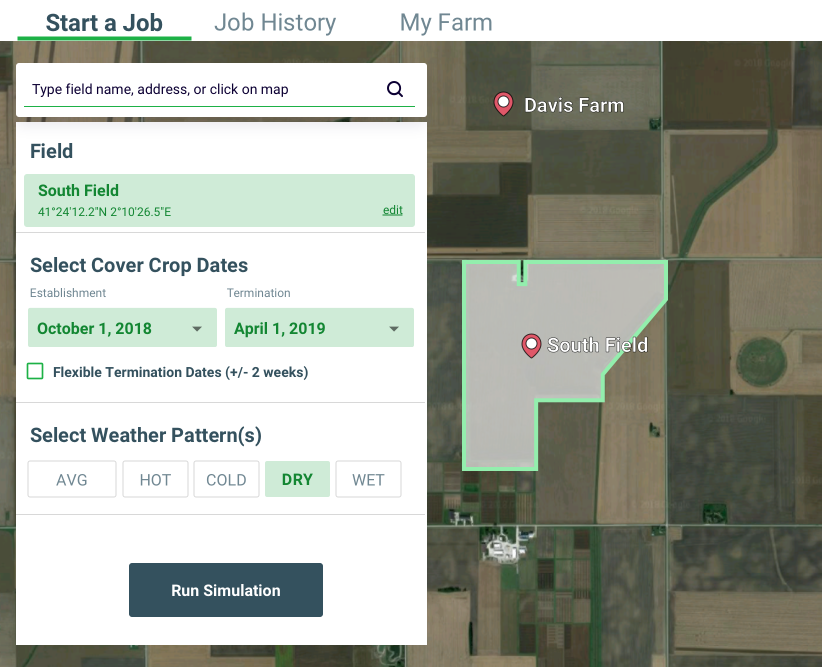 Start a Job
Job History
My Farm
Type field name, address, or click on map
Davis Farm
Field
South Field
41°24'12.2"N 2°10'26.5"E
edit
Select Cover Crop Dates
Establishment
Termination
October 1, 2018
April 1, 2019
South Field
Flexible Termination Dates (+/- 2 weeks)
Select Weather Pattern(s)
AVG
HOT
COLD
DRY
WET
Run Simulation